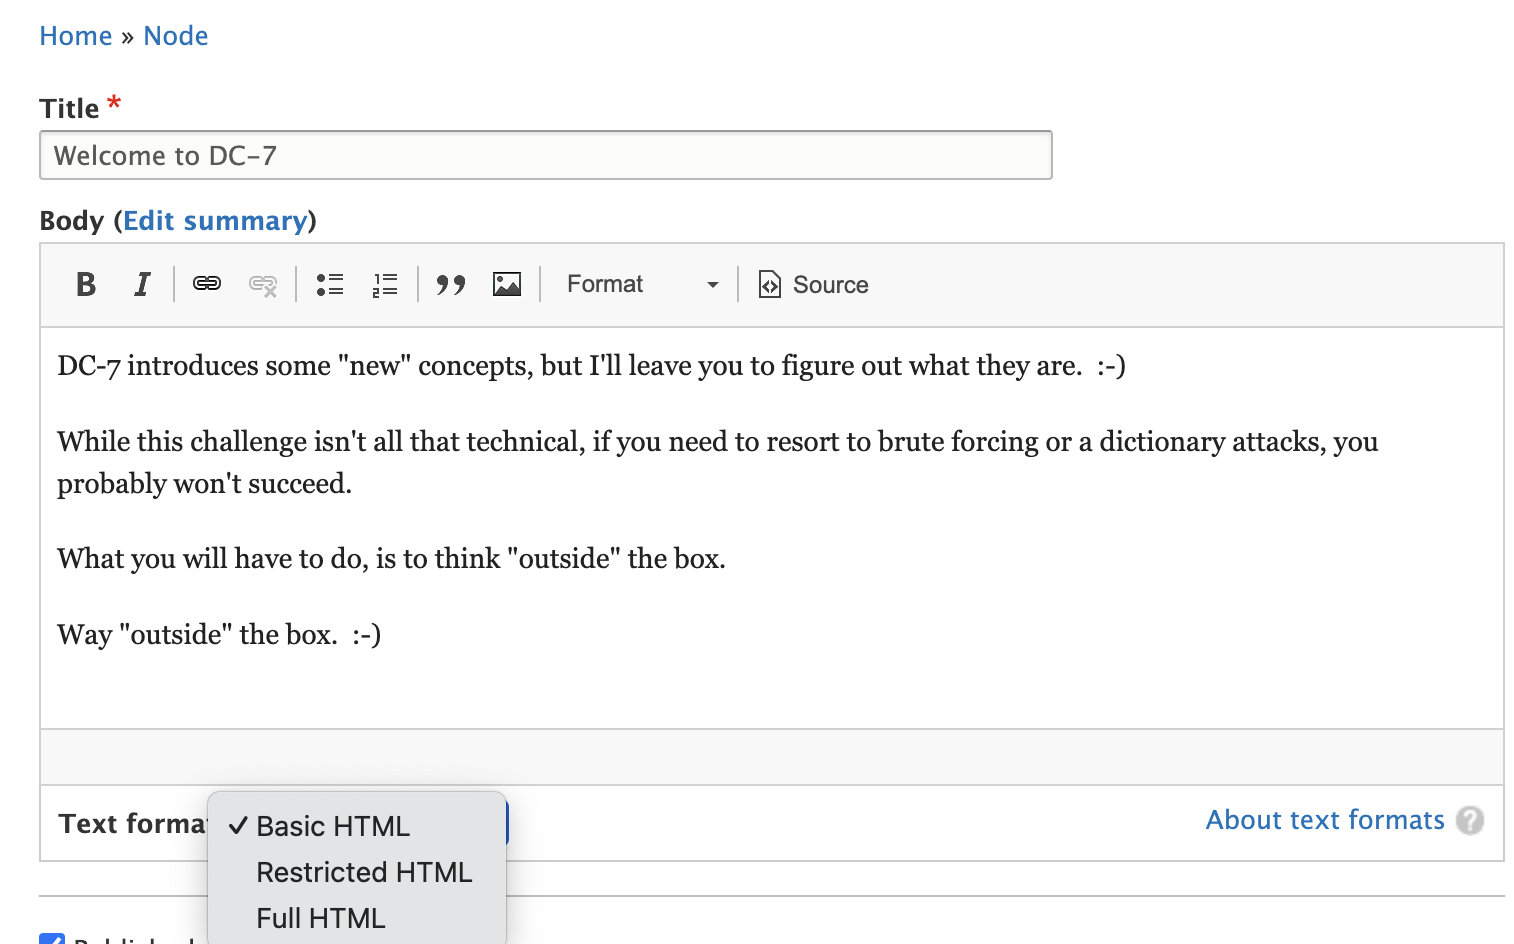 Home » Node
Title *
Welcome to DC-7
Body (Edit summary)
B I Format Source
DC-7 introduces some "new" concepts, but I'll leave you to figure out what they are.  :-)
While this challenge isn't all that technical, if you need to resort to brute forcing or a dictionary attacks, you
probably won't succeed.
What you will have to do, is to think "outside" the box.
Way "outside" the box.  :-)
Text forma
✓ Basic HTML
About text formats ?
Restricted HTML
Full HTML